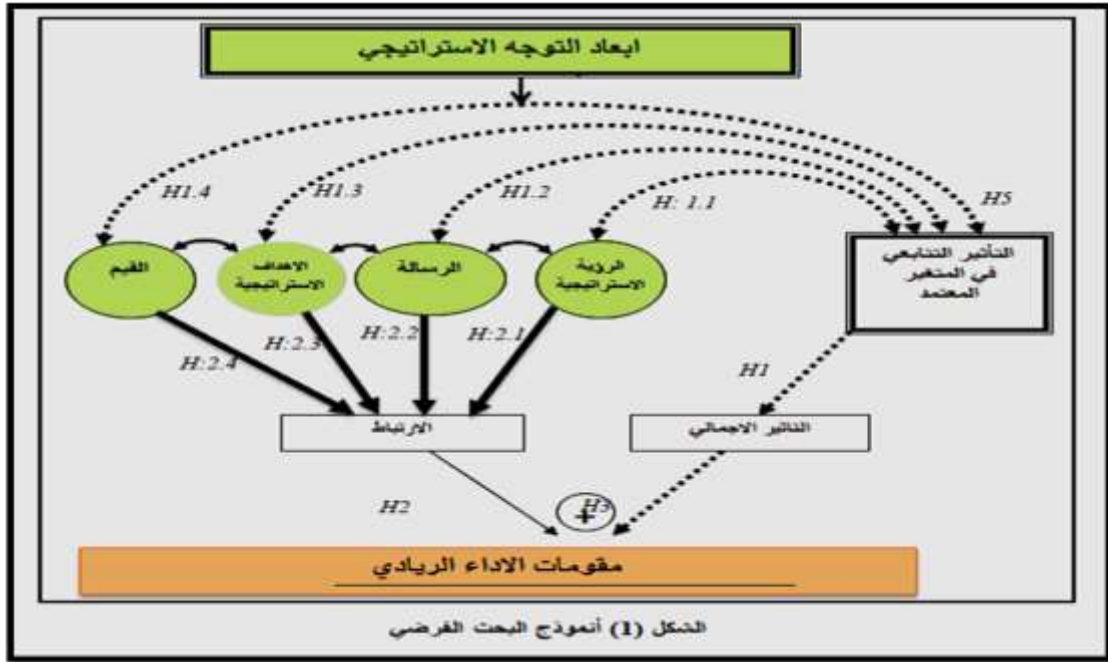 ابعاد التوجه الاستراتيجي
H1.4
H1.3
H1.2
H: 1.1
H5
القيم
الاهداف
الاستراتيجية
الرسالة
الرؤية
الاستراتيجية
التأثير التتابعي
في المتغير
المعتمد
H:2.4
H:2.3
H:2.2
H:2.1
H1
الارتباط
التاثير الاجمالي
H2
H3
+
مقومات الاداء الريادي
الشكل (1) أنموذج البحث الفرضي